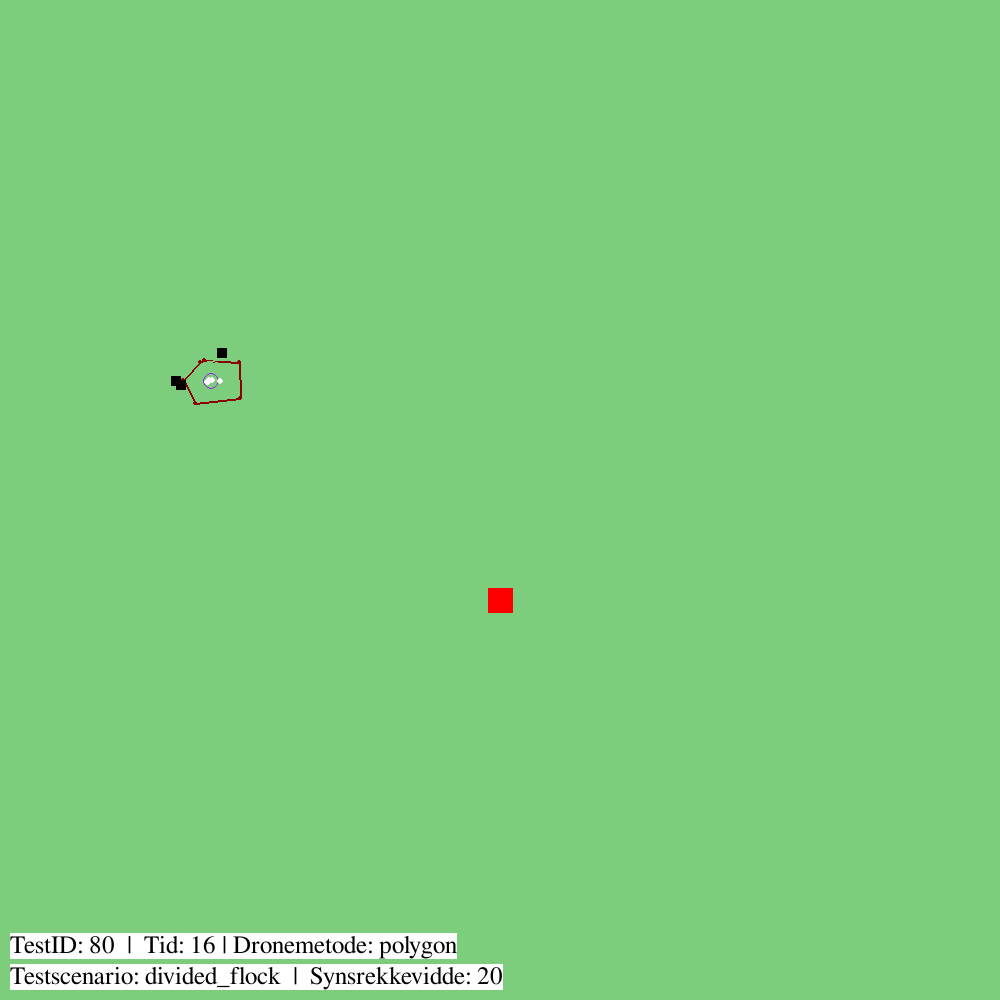 TestID: 80 | Tid: 16 | Dronemetode: polygon
Testscenario: divided_flock | Synsrekkevidde: 20